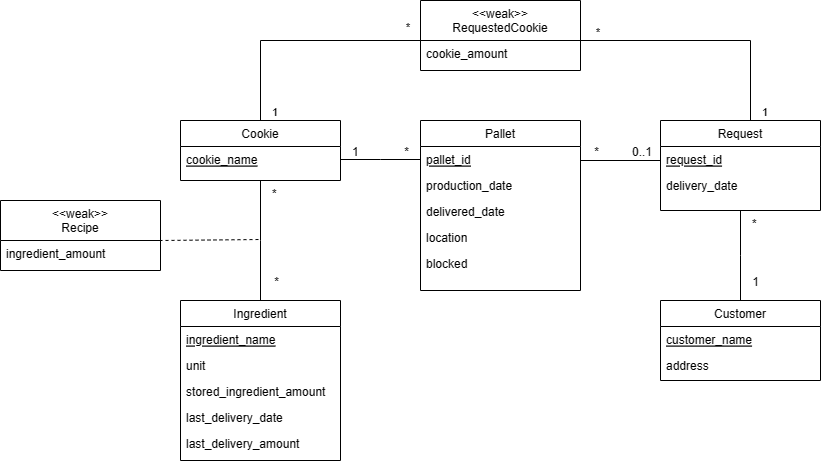 <<weak>>
RequestedCookie
cookie_amount
*
*
1
1
Cookie
cookie_name
1
*
Pallet
pallet_id
production_date
delivered_date
location
blocked
*
0..1
Request
request_id
delivery_date
*
*
<<weak>>
Recipe
ingredient_amount
*
1
Ingredient
ingredient_name
unit
stored_ingredient_amount
last_delivery_date
last_delivery_amount
Customer
customer_name
address